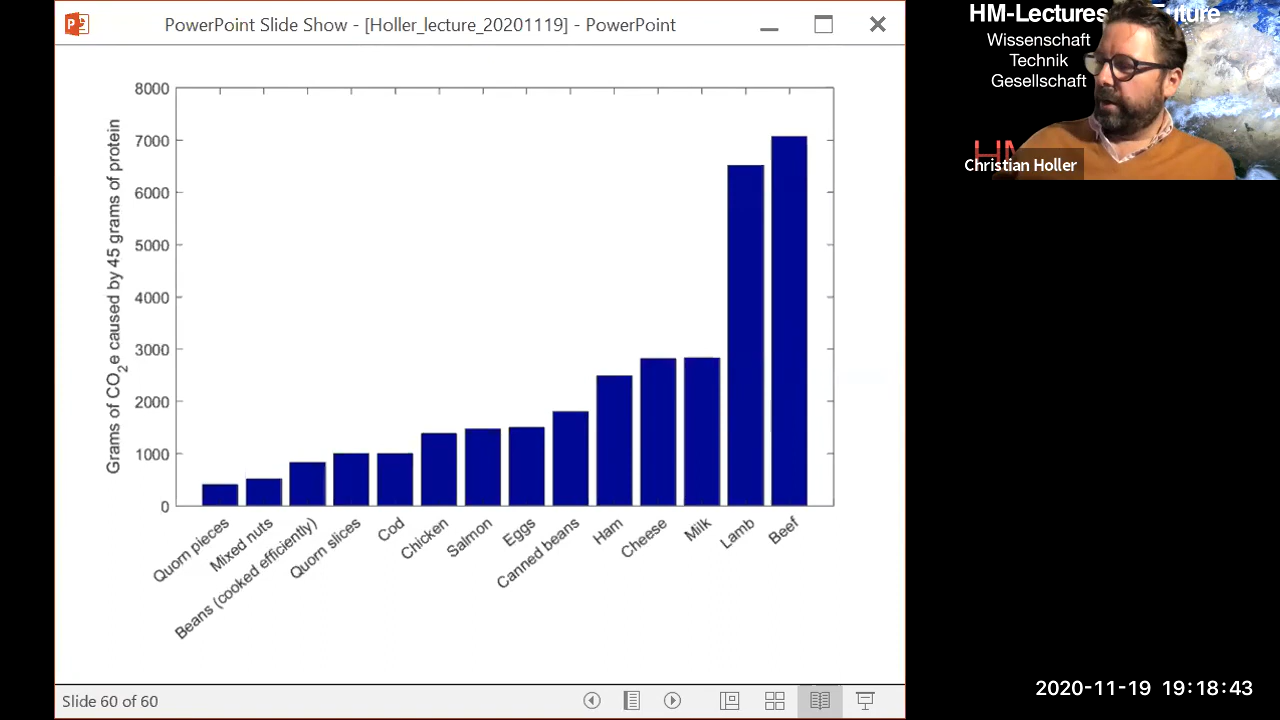 PowerPoint Slide Show - [Holler_lecture_20201119] - PowerPoint
8000
7000
6000
5000
4000
3000
2000
1000
0
Grams of CO2e caused by 45 grams of protein
Quorn pieces
Mixed nuts
Beans (cooked efficiently)
Quorn slices
Cod
Chicken
Salmon
Eggs
Canned beans
Ham
Cheese
Milk
Lamb
Beef
Slide 60 of 60
HM-Lectures
Wissenschaft
Technik
Gesellschaft
HM
Christian Holler
2020-11-19 19:18:43